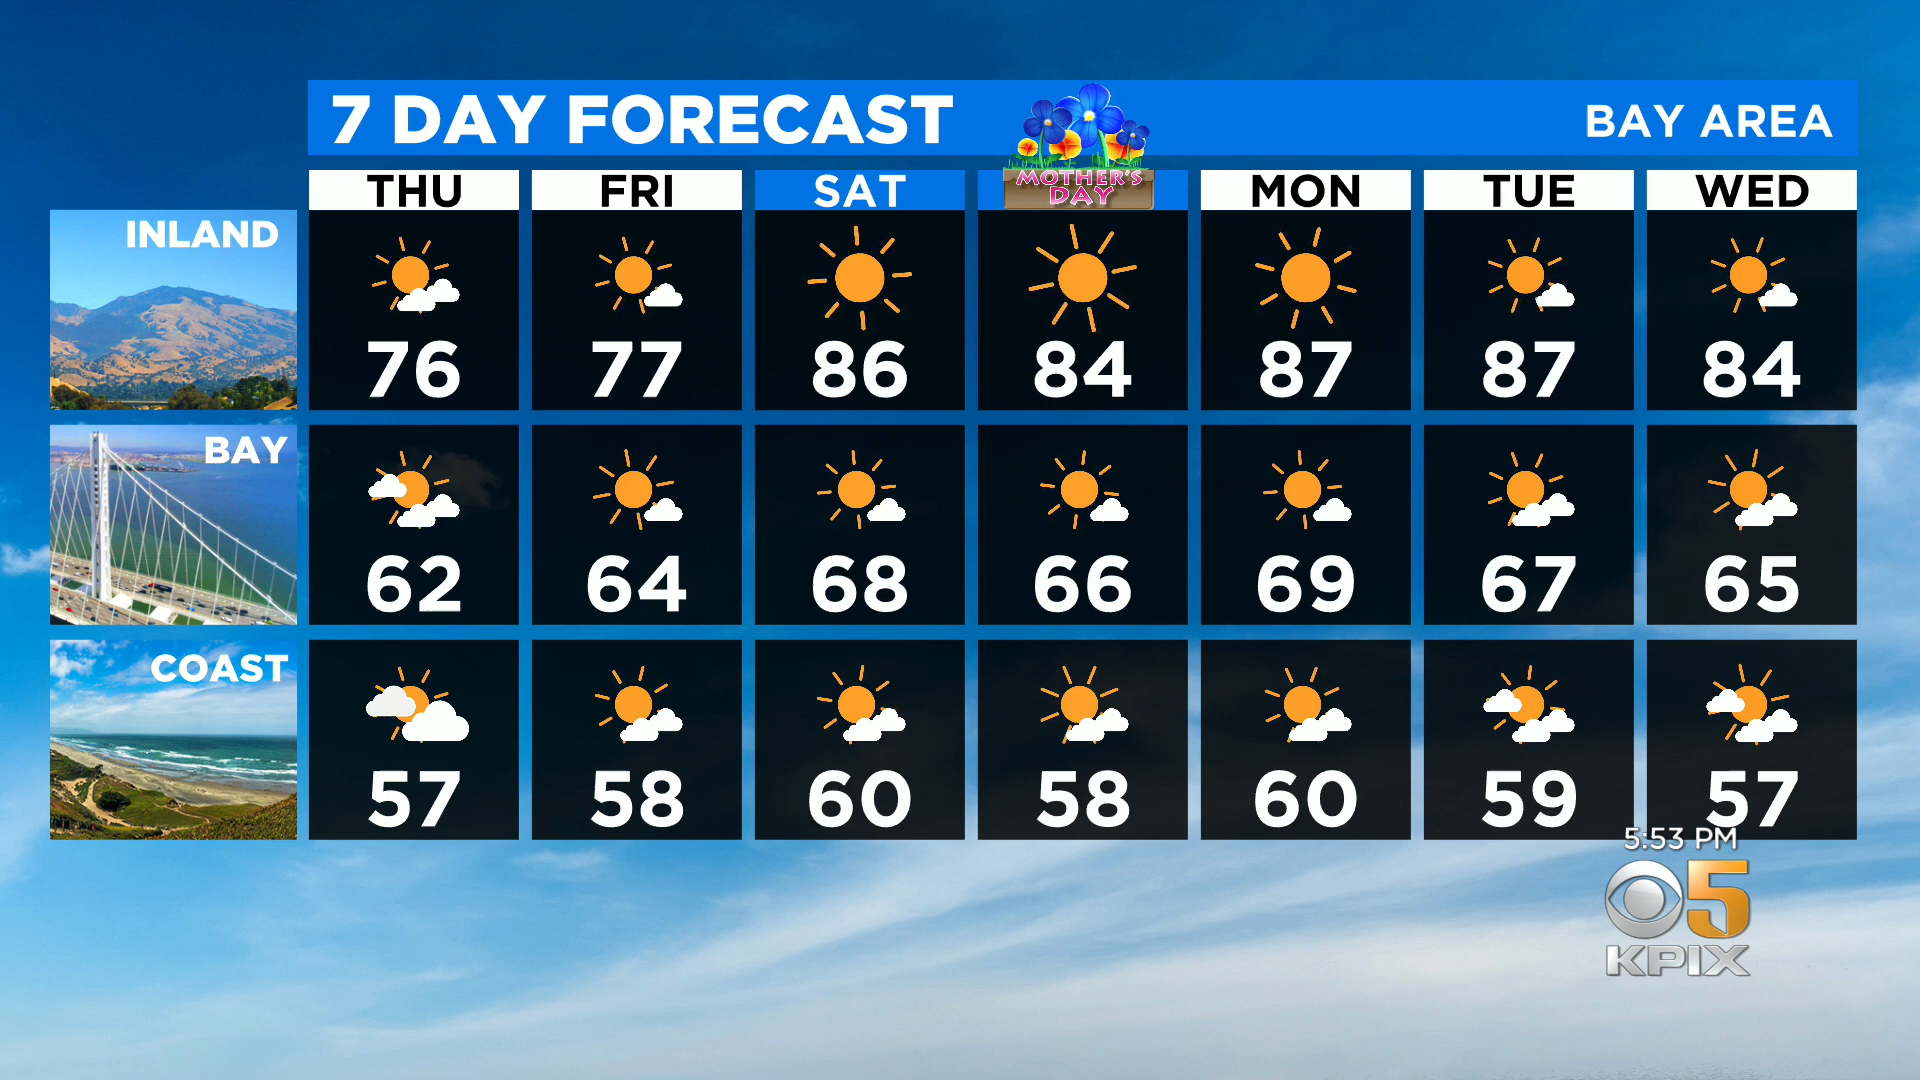 7 DAY FORECAST
BAY AREA
THU FRI SAT MOTHER'S DAY MON TUE WED
INLAND
76 77 86 84 87 87 84
BAY
62 64 68 66 69 67 65
COAST
57 58 60 58 60 59 57
5:53 PM
5
KPIX